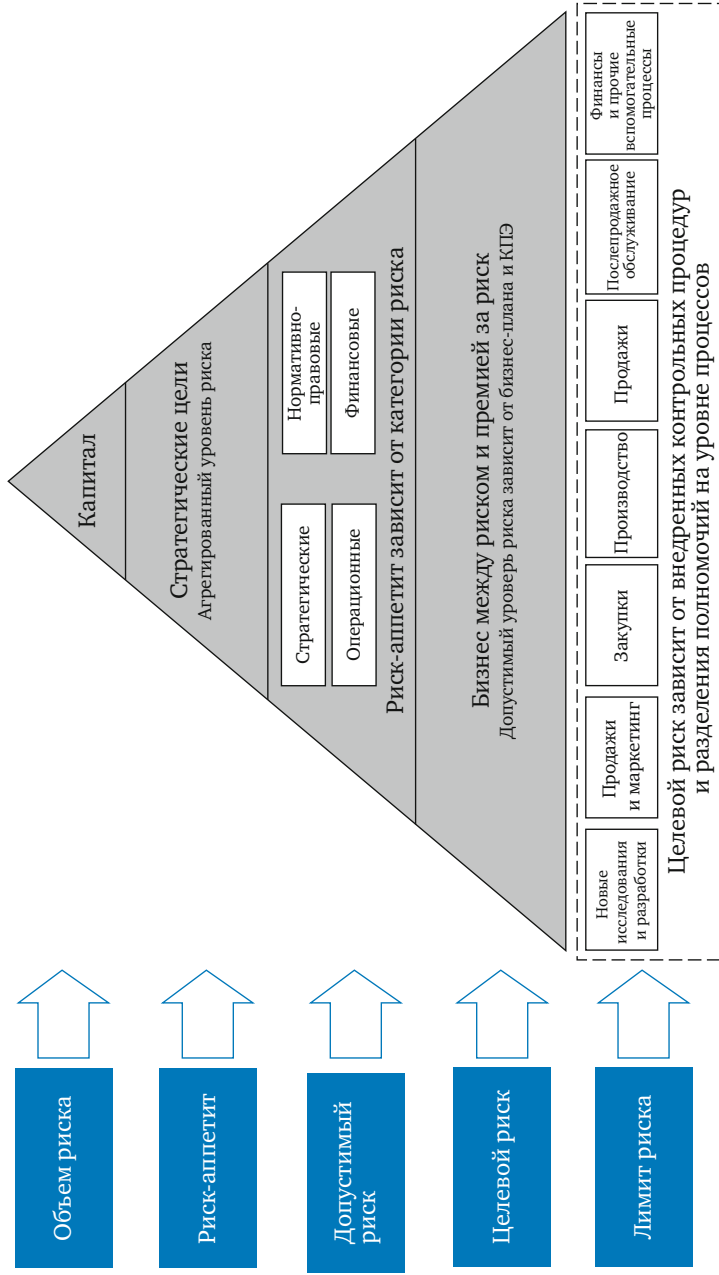 Объем риска
Капитал
Риск-аппетит
Стратегические цели
Агрегированный уровень риска
Допустимый
риск
Стратегические
Нормативно-
правовые
Операционные
Финансовые
Риск-аппетит зависит от категории риска
Целевой риск
Бизнес между риском и премией за риск
Допустимый уроверь риска зависит от бизнес-плана и КПЭ
Лимит риска
Новые
исследования
и разработки
Продажи
и маркетинг
Закупки
Производство
Продажи
Послепродажное
обслуживание
Финансы
и прочие
вспомогательные
процессы
Целевой риск зависит от внедренных контрольных процедур
и разделения полномочий на уровне процессов